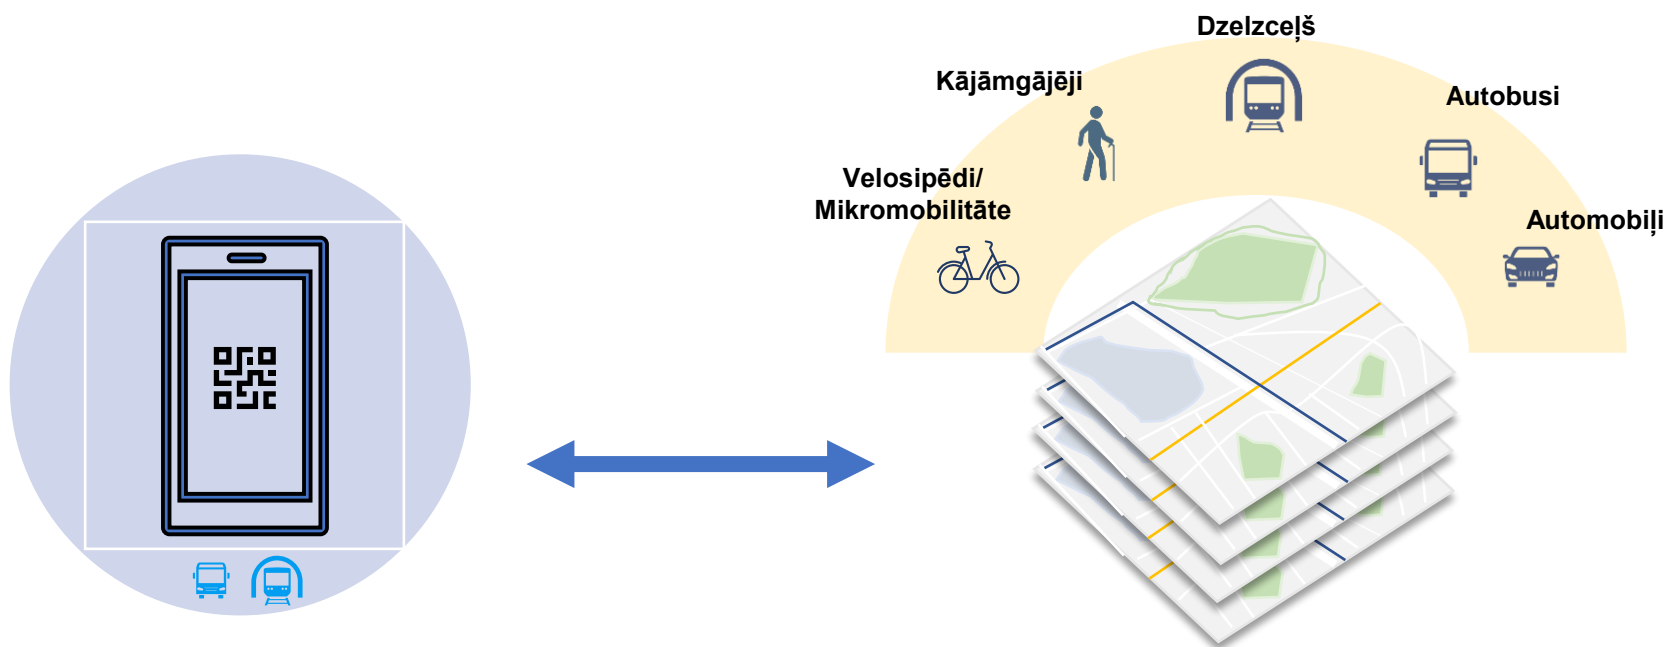 Dzelzceļš
Kājāmgājēji
Autobusi
Velosipēdi/
Mikromobilitāte
Automobiļi